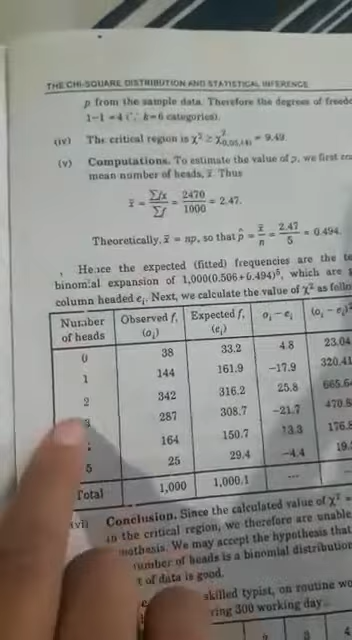 THE CHI-SQUARE DISTRIBUTION AND STATISTICAL INFERENCE
p from the sample data. Therefore the degrees of freedo
1–1 = 4 (∵ k=6 categories).
(iv) The critical region is χ² ≥ χ²0.05,(4) = 9.49.
(v) Computations. To estimate the value of p, we first
mean number of heads, x̄. Thus
x̄ = Σfx / Σf = 2470 / 1000 = 2.47.
Theoretically, x̄ = np, so that p̂ = x̄ / n = 2.47 / 5 = 0.494.
Hence the expected (fitted) frequencies are the te
binomial expansion of 1,000(0.506+0.494)⁵, which are
column headed eᵢ. Next, we calculate the value of χ² as follo
Number of heads Observed f, (oᵢ) Expected f, (eᵢ) oᵢ – eᵢ (oᵢ – eᵢ)²
0 38 33.2 4.8 23.04
1 144 161.9 –17.9 320.41
2 342 316.2 25.8 665.6
287 308.7 –21.7 470.8
164 150.7 13.3 176.8
5 25 29.4 –4.4 19.
Total 1,000 1,000.1 ... ...
(vi) Conclusion. Since the calculated value of χ² =
in the critical region, we therefore are unable
othesis. We may accept the hypothesis that
number of heads is a binomial distribution
t of data is good.
skilled typist, on routine wo
ring 300 working day